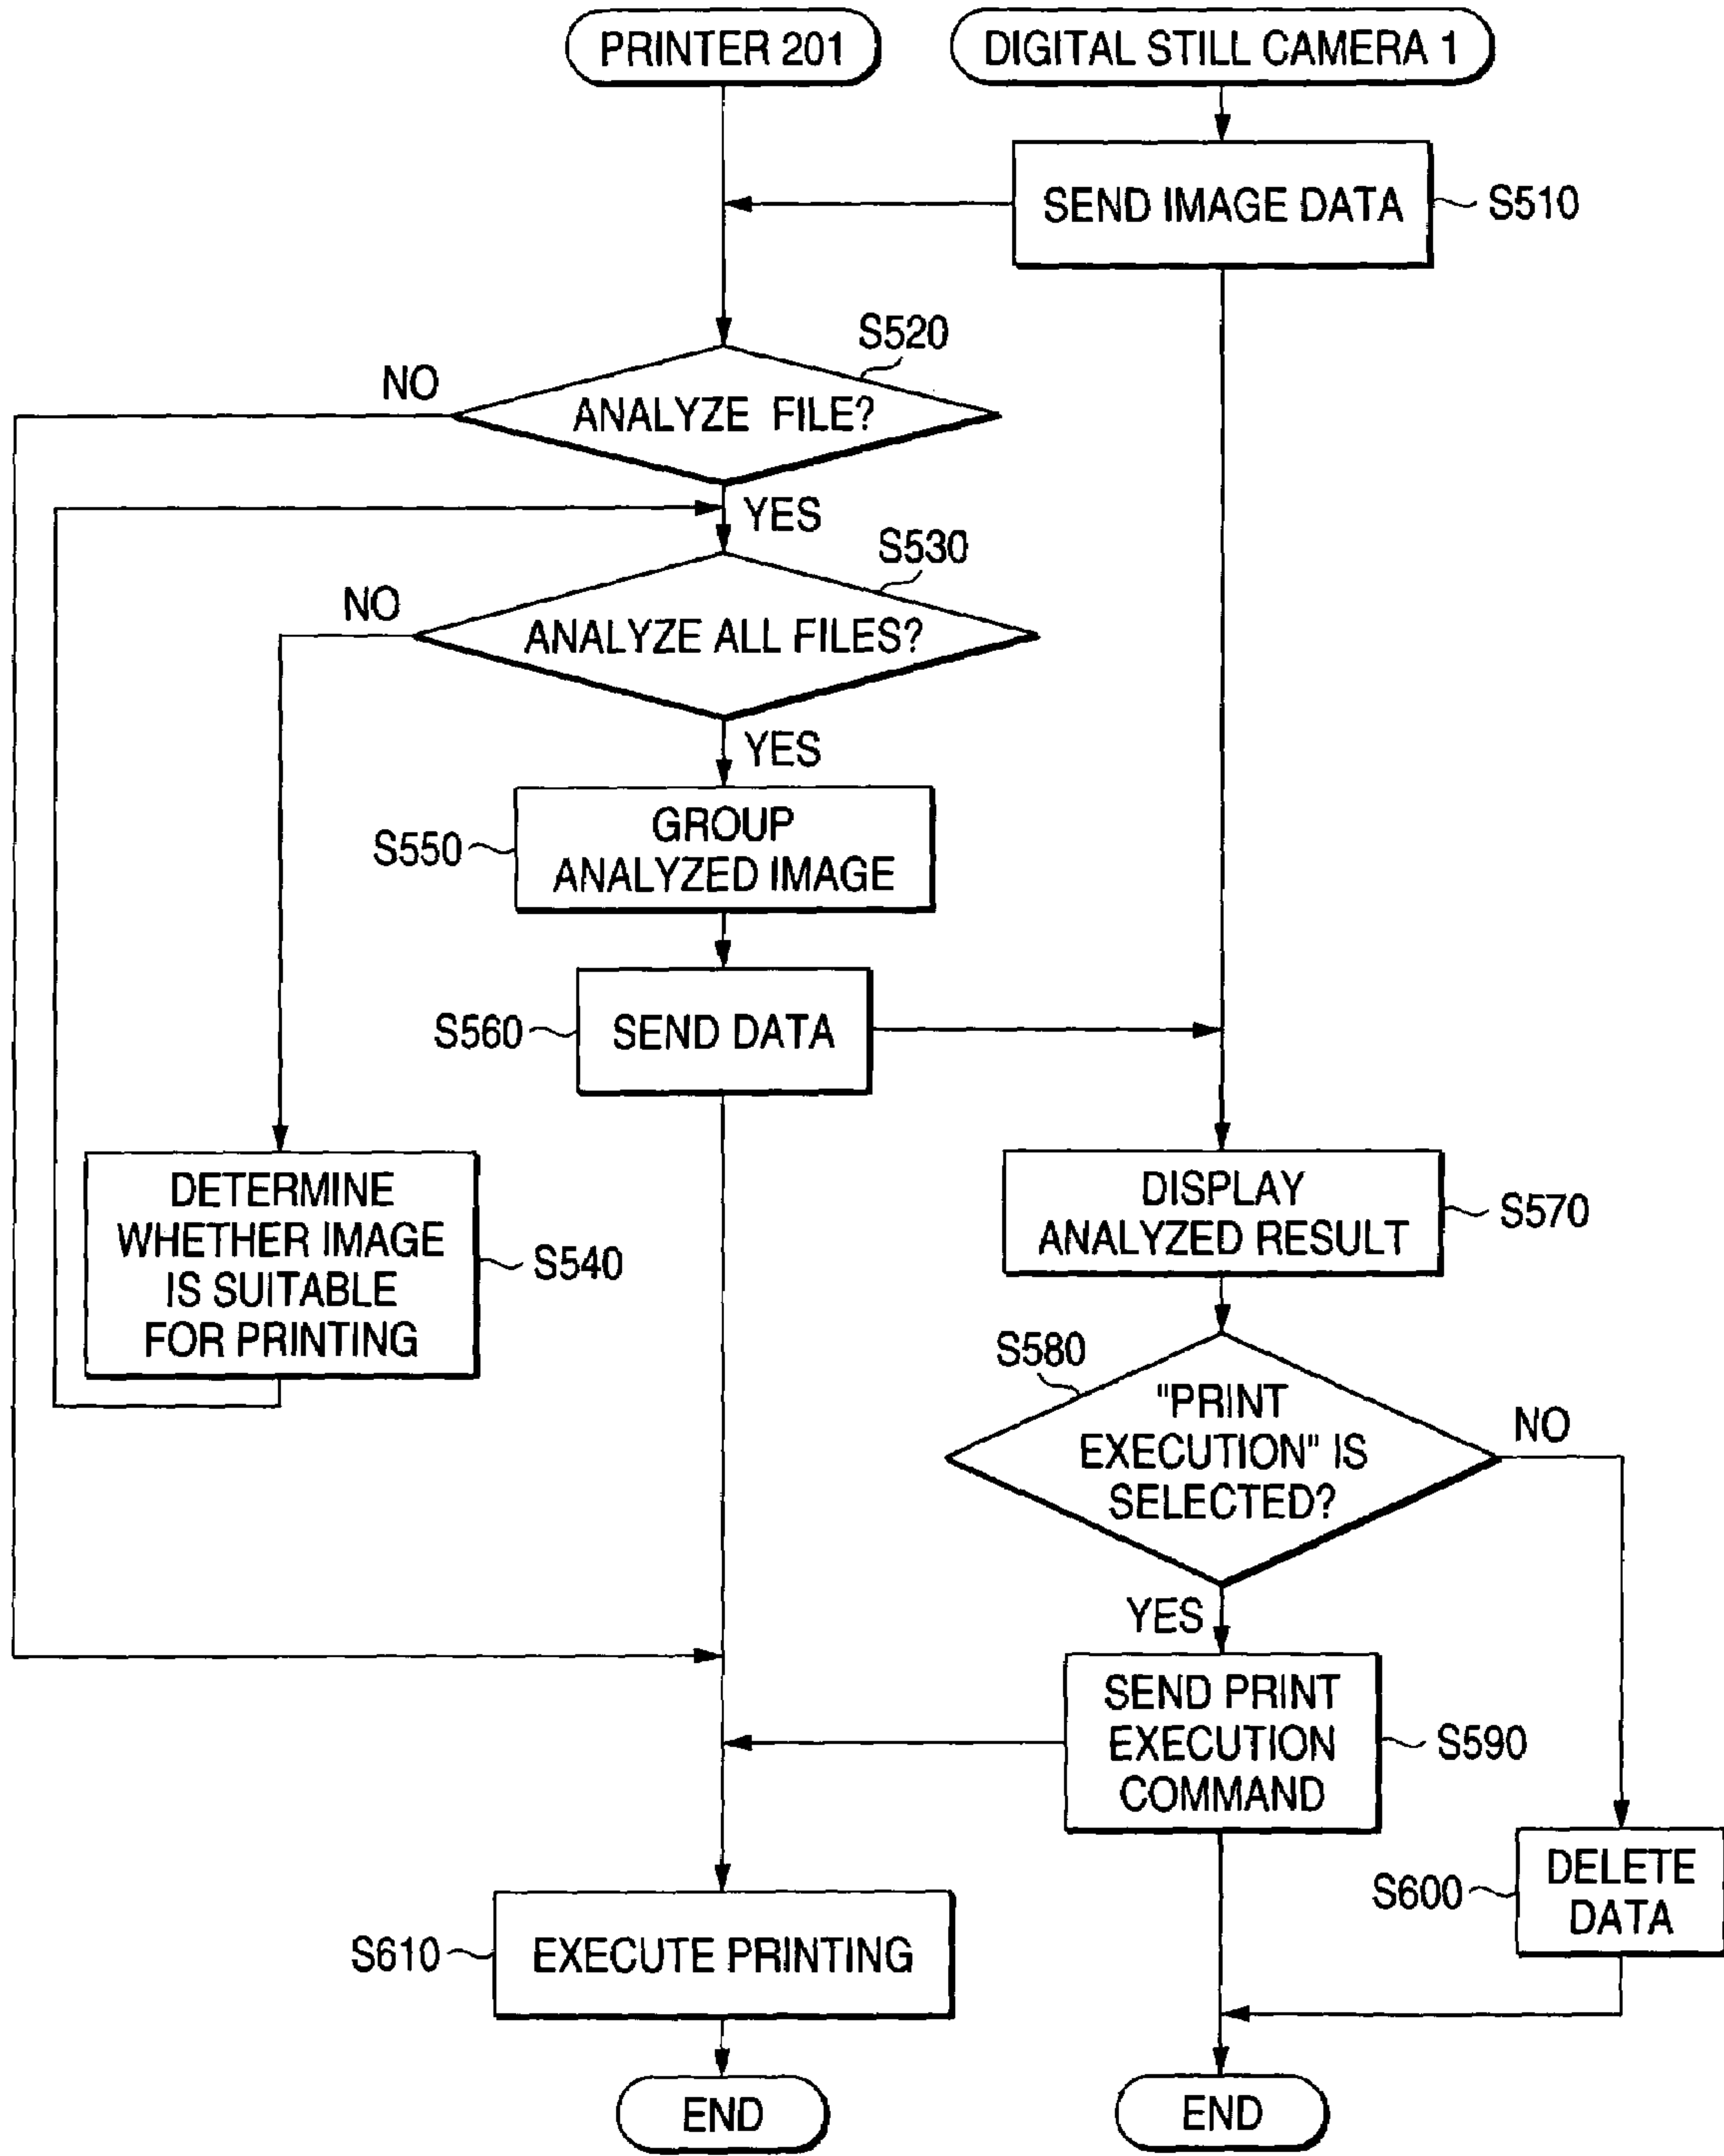 PRINTER 201
DIGITAL STILL CAMERA 1
SEND IMAGE DATA
S510
S520
NO
ANALYZE FILE?
YES
S530
NO
ANALYZE ALL FILES?
YES
GROUP
ANALYZED IMAGE
S550
S560
SEND DATA
DETERMINE
WHETHER IMAGE
IS SUITABLE
FOR PRINTING
S540
DISPLAY
ANALYZED RESULT
S570
S580
"PRINT
EXECUTION" IS
SELECTED?
NO
YES
SEND PRINT
EXECUTION
COMMAND
S590
S600
DELETE
DATA
S610
EXECUTE PRINTING
END
END